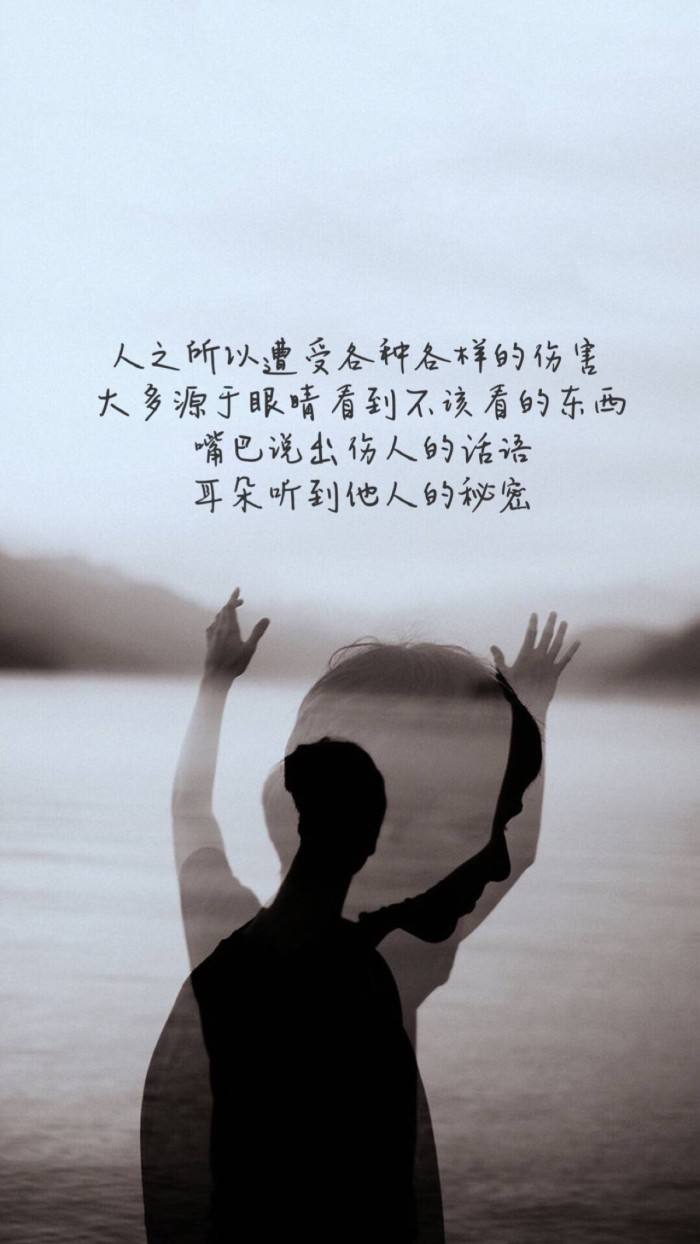 人之所以遭受各种各样的伤害
大多源于眼睛看到不该看的东西
嘴巴说出伤人的话语
耳朵听到他人的秘密